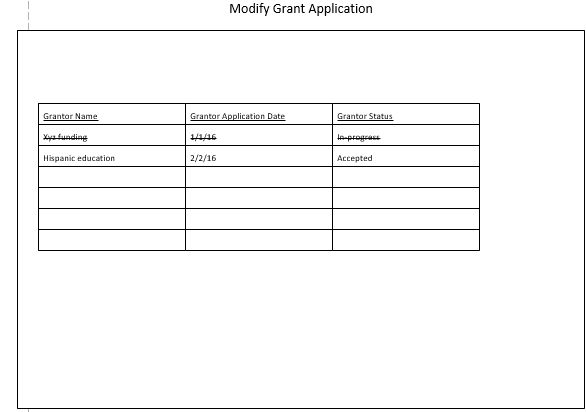 Modify Grant Application
Grantor Name Grantor Application Date Grantor Status
Xyz funding 1/1/16 In-progress
Hispanic education 2/2/16 Accepted